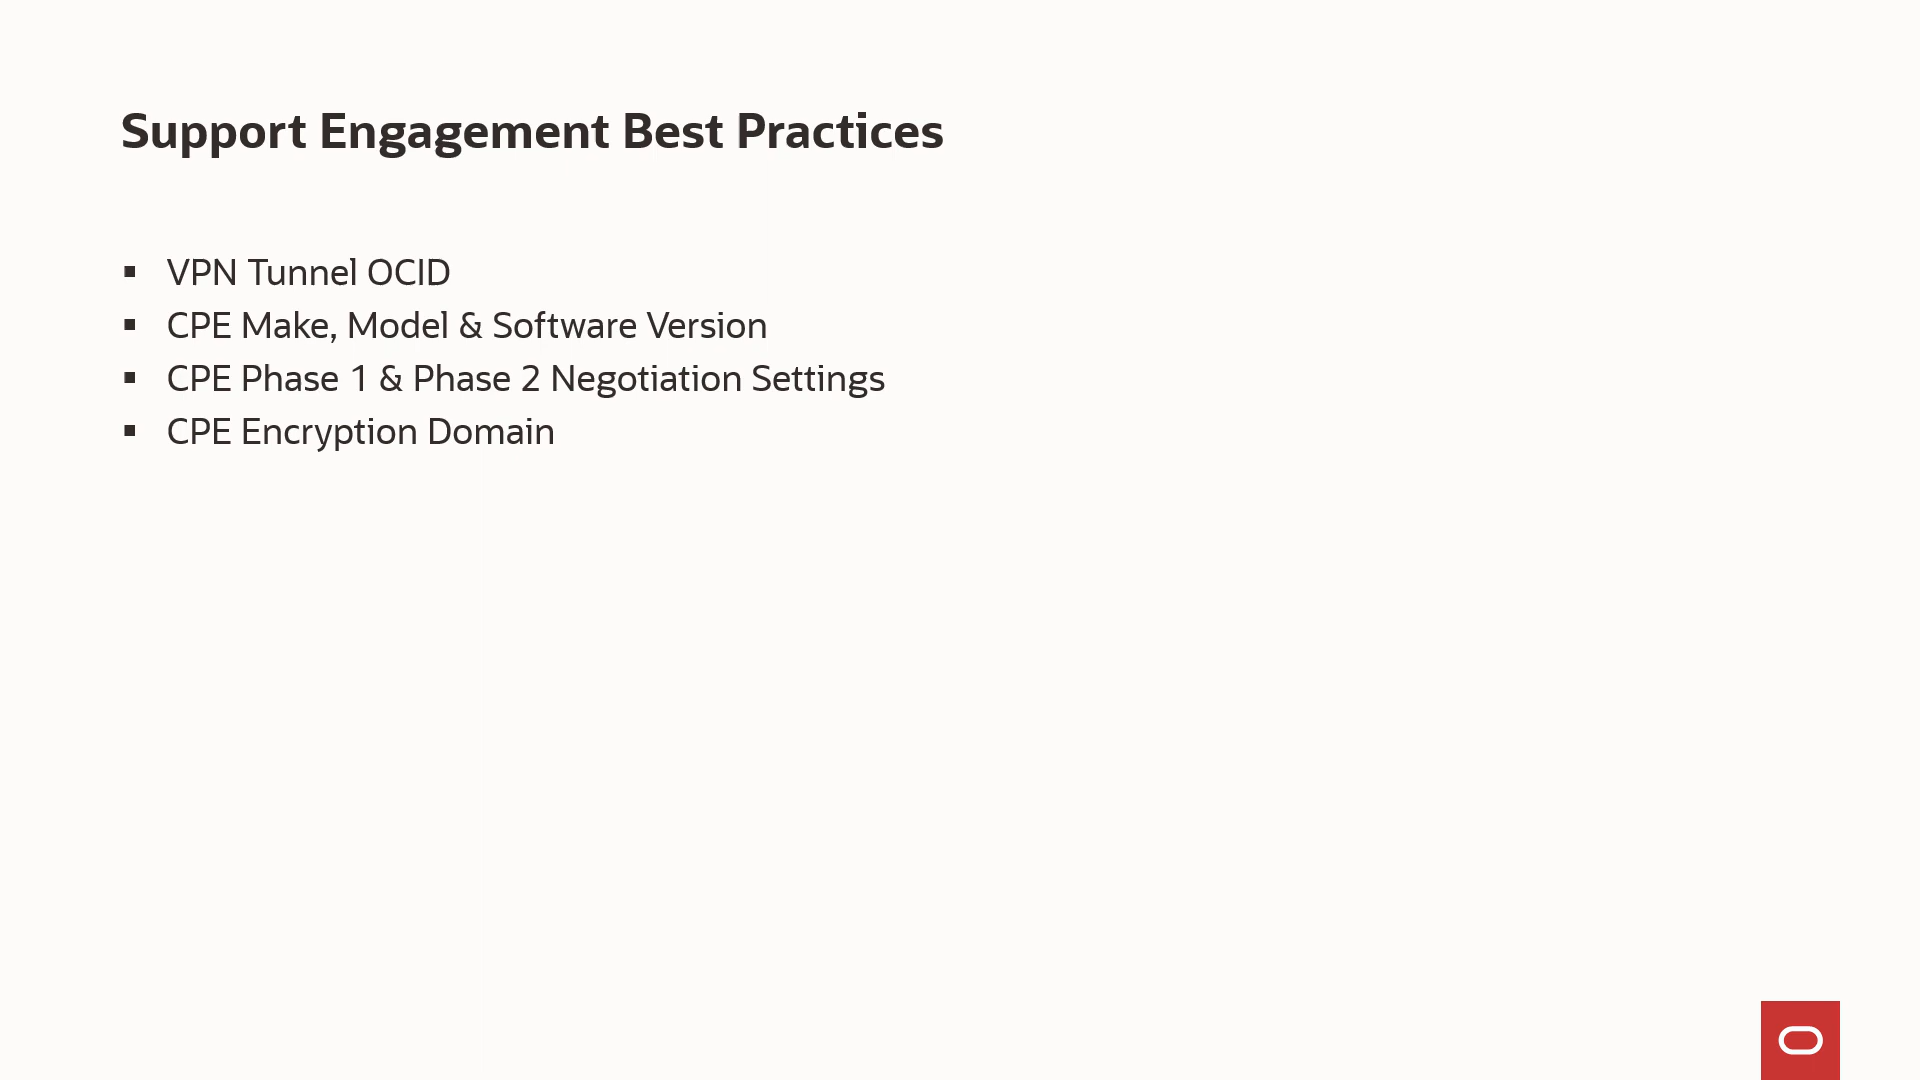 Support Engagement Best Practices
▪ VPN Tunnel OCID
▪ CPE Make, Model & Software Version
▪ CPE Phase 1 & Phase 2 Negotiation Settings
▪ CPE Encryption Domain